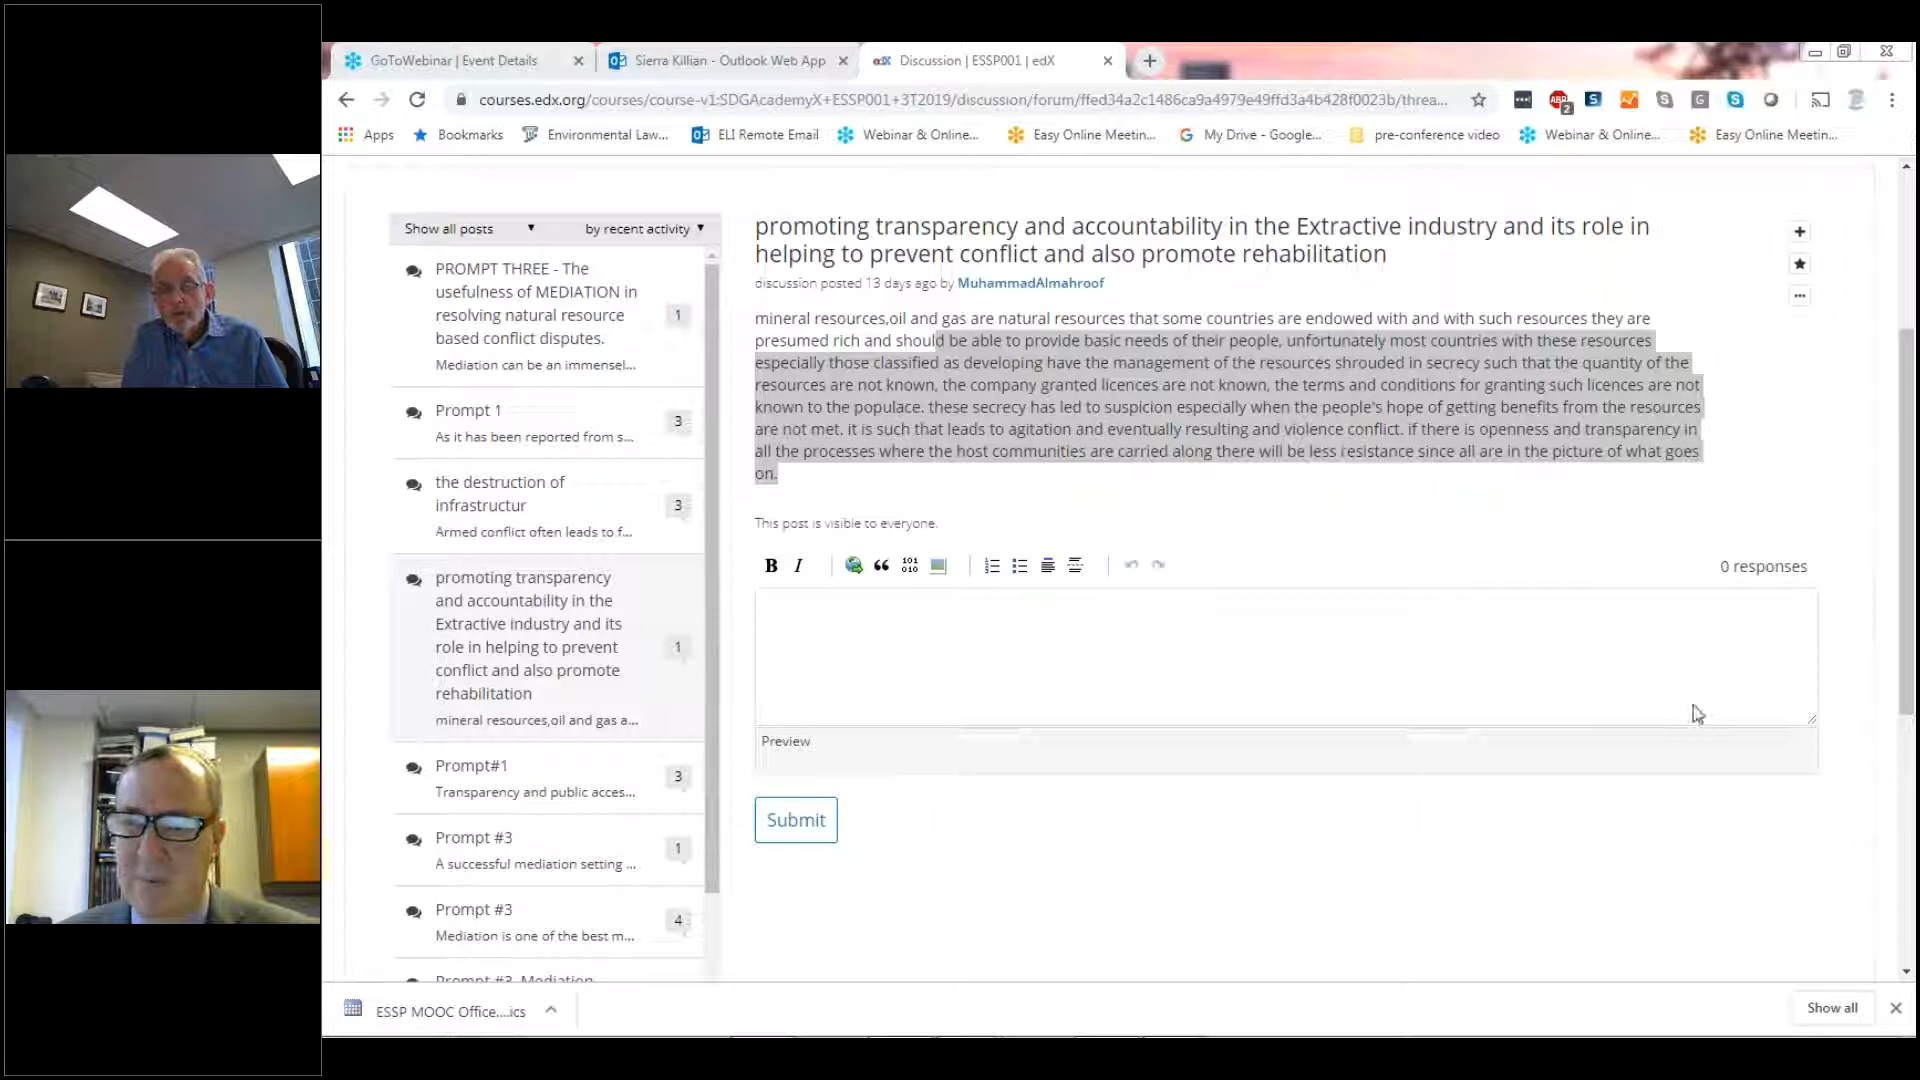 GoToWebinar | Event Details
Sierra Killian - Outlook Web App
Discussion | ESSP001 | edX
courses.edx.org/courses/course-v1:SDGAcademyX+ESSP001+3T2019/discussion/forum/ffed34a2c1486ca9a4979e49ffd3a4b428f0023b/threa...
ABP
2
S
G
Apps
Bookmarks
Environmental Law...
ELI Remote Email
Webinar & Online...
Easy Online Meetin...
My Drive - Google...
pre-conference video
Webinar & Online...
Easy Online Meetin...
Show all posts
by recent activity
PROMPT THREE - The
usefulness of MEDIATION in
resolving natural resource
based conflict disputes.
1
Mediation can be an immensel...
Prompt 1
3
As it has been reported from s...
the destruction of
infrastructur
3
Armed conflict often leads to f...
promoting transparency
and accountability in the
Extractive industry and its
role in helping to prevent
conflict and also promote
rehabilitation
1
mineral resources,oil and gas a...
Prompt#1
3
Transparency and public acces...
Prompt #3
1
A successful mediation setting ...
Prompt #3
4
Mediation is one of the best m...
Prompt #3 Mediation
promoting transparency and accountability in the Extractive industry and its role in
helping to prevent conflict and also promote rehabilitation
discussion posted 13 days ago by MuhammadAlmahroof
mineral resources,oil and gas are natural resources that some countries are endowed with and with such resources they are
presumed rich and should be able to provide basic needs of their people, unfortunately most countries with these resources
especially those classified as developing have the management of the resources shrouded in secrecy such that the quantity of the
resources are not known, the company granted licences are not known, the terms and conditions for granting such licences are not
known to the populace. these secrecy has led to suspicion especially when the people's hope of getting benefits from the resources
are not met. it is such that leads to agitation and eventually resulting and violence conflict. if there is openness and transparency in
all the processes where the host communities are carried along there will be less resistance since all are in the picture of what goes
on.
This post is visible to everyone.
B I
101
010
0 responses
Preview
Submit
ESSP MOOC Office....ics
Show all